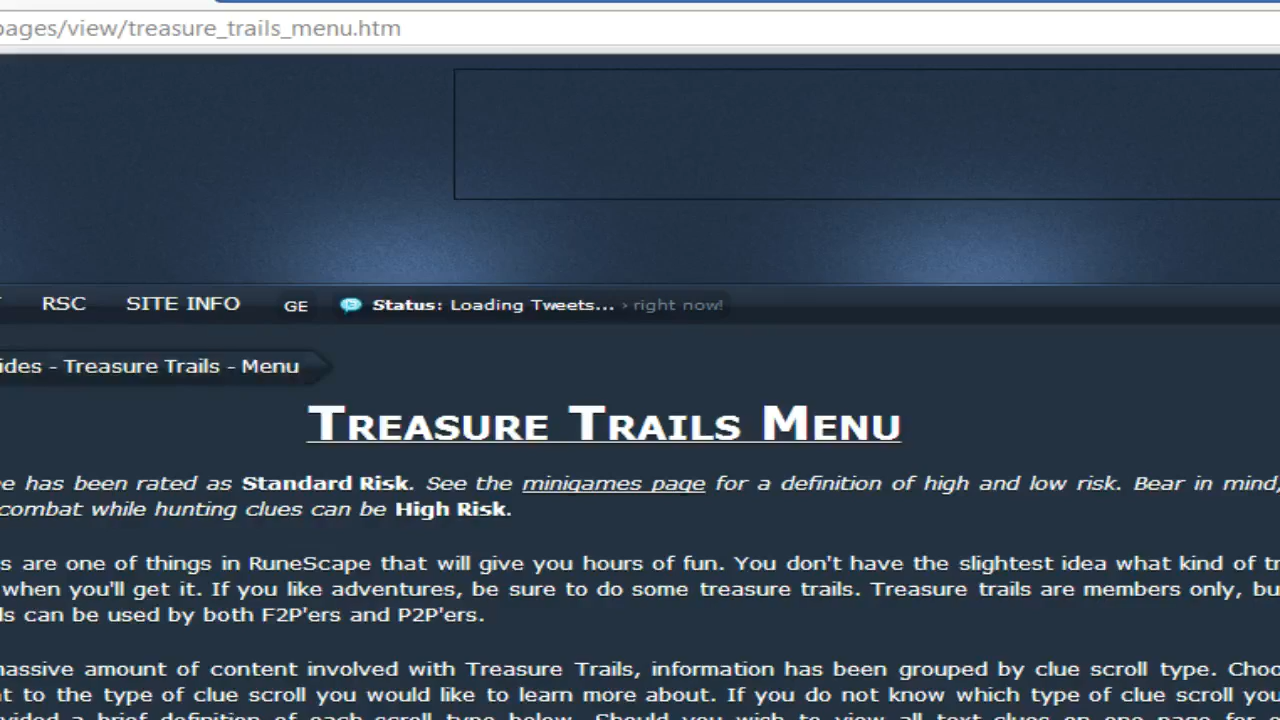 pages/view/treasure_trails_menu.htm
RSC SITE INFO GE Status: Loading Tweets... › right now!
ides - Treasure Trails - Menu
TREASURE TRAILS MENU
e has been rated as Standard Risk. See the minigames page for a definition of high and low risk. Bear in mind,
combat while hunting clues can be High Risk.
s are one of things in RuneScape that will give you hours of fun. You don't have the slightest idea what kind of tr
when you'll get it. If you like adventures, be sure to do some treasure trails. Treasure trails are members only, bu
ls can be used by both F2P'ers and P2P'ers.
massive amount of content involved with Treasure Trails, information has been grouped by clue scroll type. Choo
t to the type of clue scroll you would like to learn more about. If you do not know which type of clue scroll you
vided a brief definition of each scroll type below. Should you wish to view all text clues on one page for